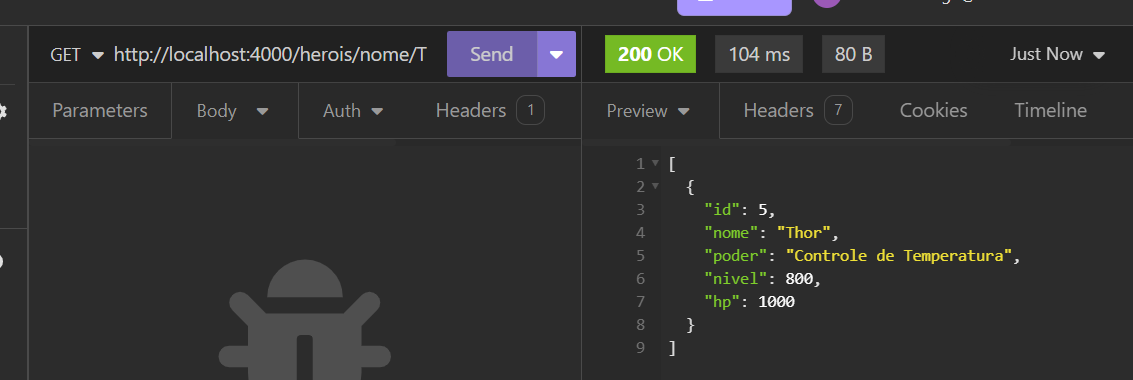 GET http://localhost:4000/herois/nome/T Send
200 OK 104 ms 80 B Just Now
Parameters Body Auth Headers 1
Preview Headers 7 Cookies Timeline
1 [
2 {
3 "id": 5,
4 "nome": "Thor",
5 "poder": "Controle de Temperatura",
6 "nivel": 800,
7 "hp": 1000
8 }
9 ]